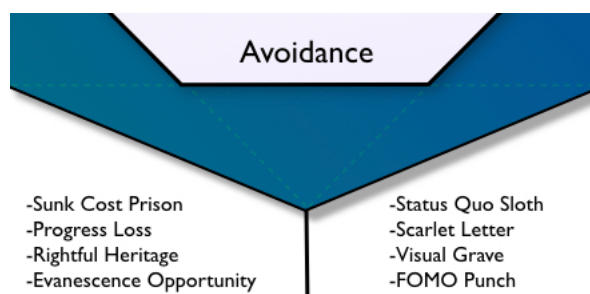 Avoidance
-Sunk Cost Prison
-Progress Loss
-Rightful Heritage
-Evanescence Opportunity
-Status Quo Sloth
-Scarlet Letter
-Visual Grave
-FOMO Punch